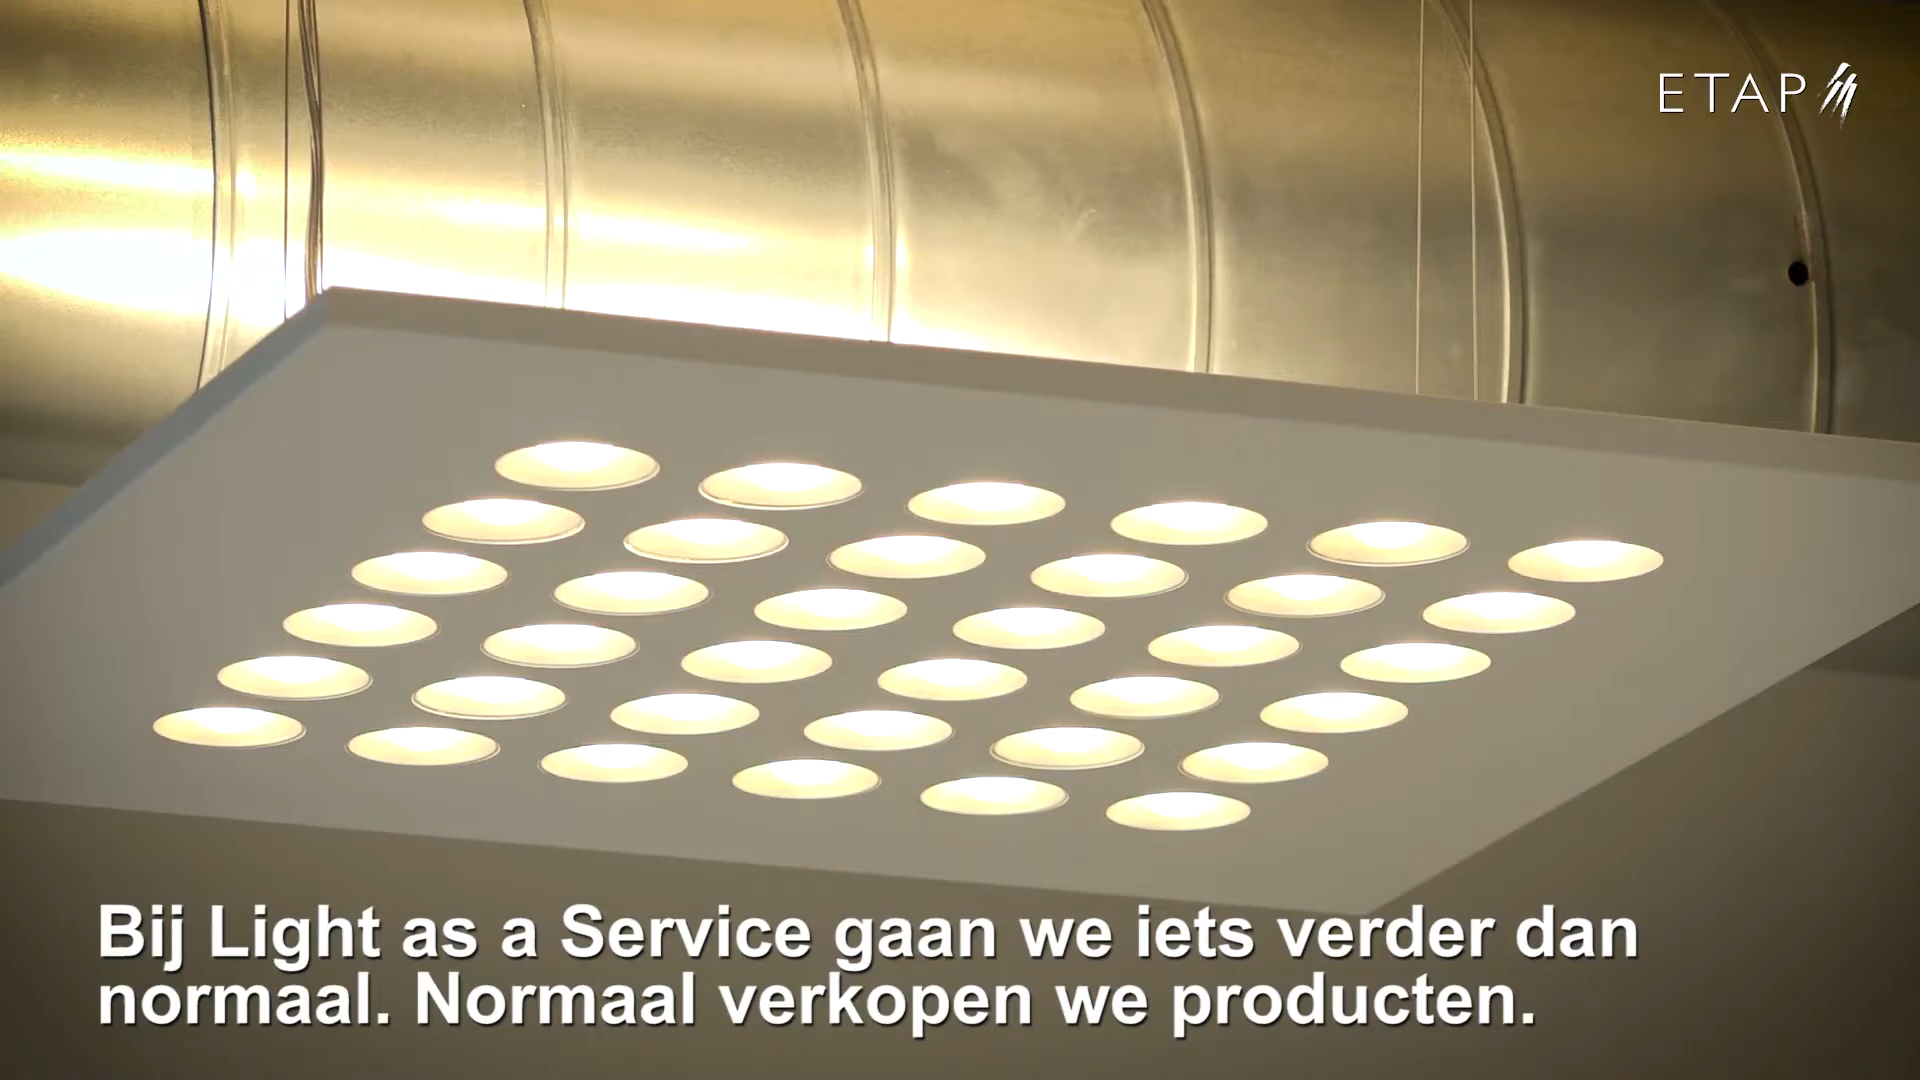 ETAP
Bij Light as a Service gaan we iets verder dan
normaal. Normaal verkopen we producten.